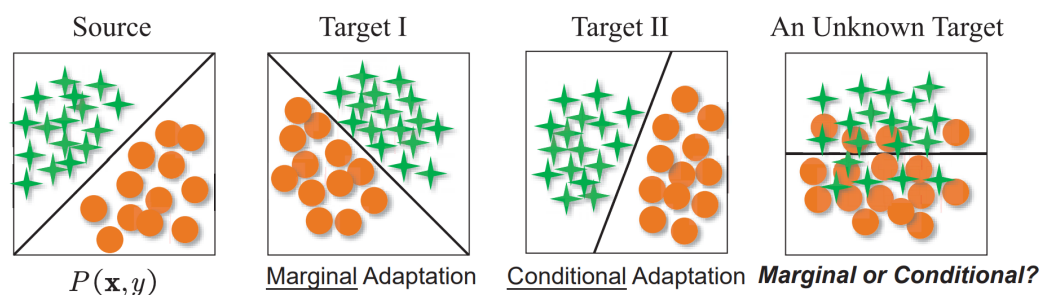 Source
Target I
Target II
An Unknown Target
P(x,y)
Marginal Adaptation
Conditional Adaptation
Marginal or Conditional?